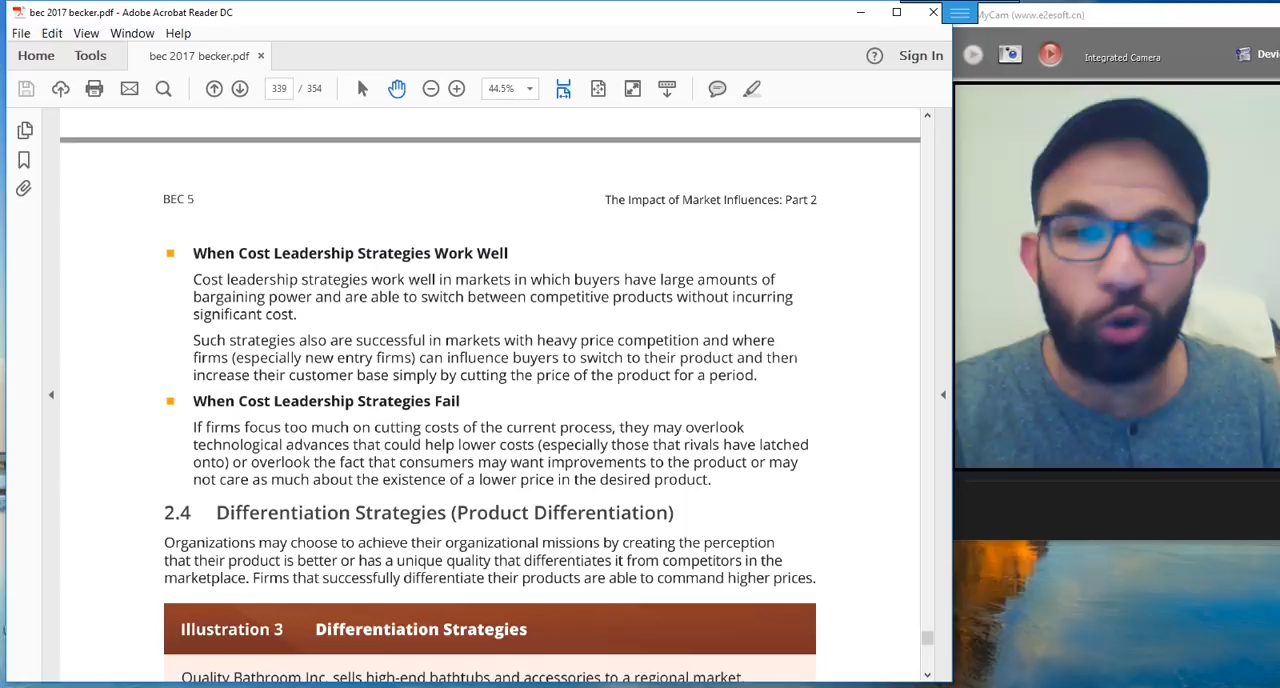 bec 2017 becker.pdf - Adobe Acrobat Reader DC
MyCam (www.e2esoft.cn)
File Edit View Window Help
Home Tools bec 2017 becker.pdf × ? Sign In
Integrated Camera
Devi
339 / 354 44.5%
BEC 5
The Impact of Market Influences: Part 2
When Cost Leadership Strategies Work Well
Cost leadership strategies work well in markets in which buyers have large amounts of
bargaining power and are able to switch between competitive products without incurring
significant cost.
Such strategies also are successful in markets with heavy price competition and where
firms (especially new entry firms) can influence buyers to switch to their product and then
increase their customer base simply by cutting the price of the product for a period.
When Cost Leadership Strategies Fail
If firms focus too much on cutting costs of the current process, they may overlook
technological advances that could help lower costs (especially those that rivals have latched
onto) or overlook the fact that consumers may want improvements to the product or may
not care as much about the existence of a lower price in the desired product.
2.4 Differentiation Strategies (Product Differentiation)
Organizations may choose to achieve their organizational missions by creating the perception
that their product is better or has a unique quality that differentiates it from competitors in the
marketplace. Firms that successfully differentiate their products are able to command higher prices.
Illustration 3 Differentiation Strategies
Quality Bathroom Inc. sells high-end bathtubs and accessories to a regional market.